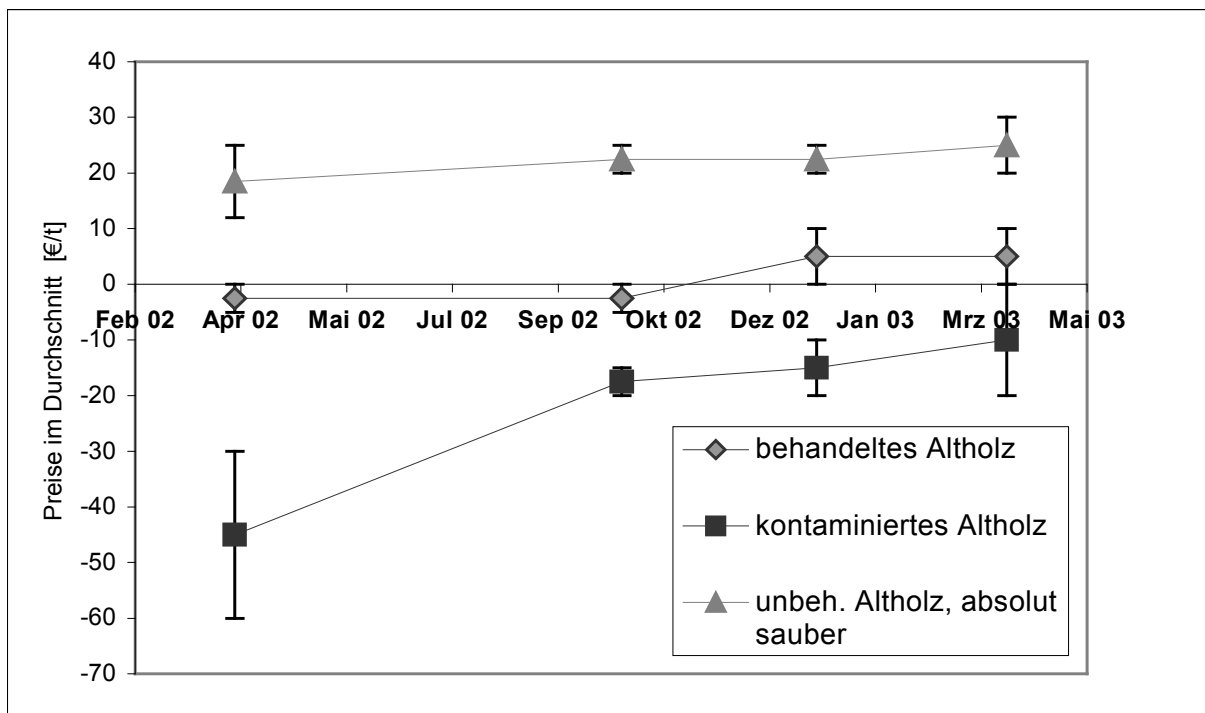 40
30
20
10
0
-10
-20
-30
-40
-50
-60
-70
Preise im Durchschnitt [€/t]
Feb 02 Apr 02 Mai 02 Jul 02 Sep 02 Okt 02 Dez 02 Jan 03 Mrz 03 Mai 03
behandeltes Altholz
kontaminiertes Altholz
unbeh. Altholz, absolut
sauber